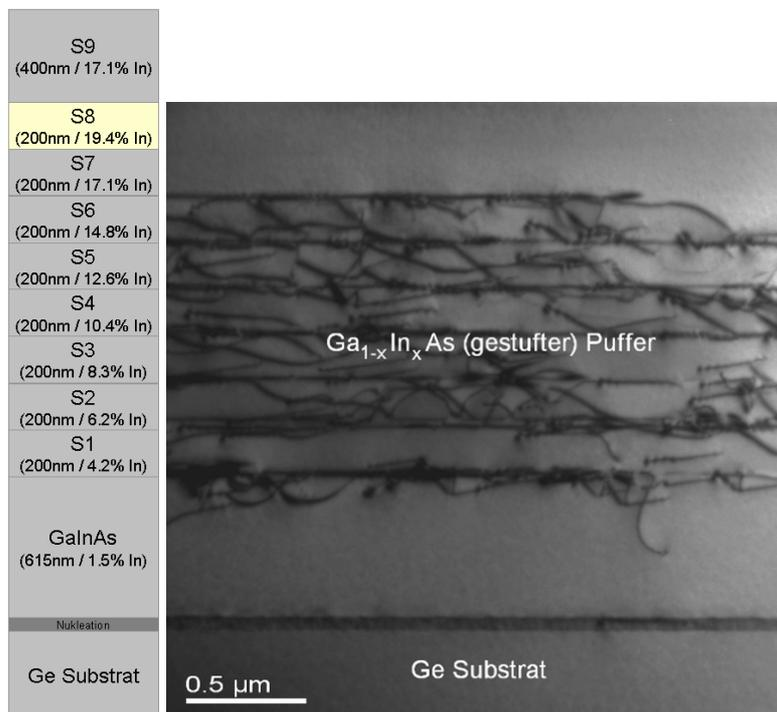 S9
(400nm / 17.1% In)
S8
(200nm / 19.4% In)
S7
(200nm / 17.1% In)
S6
(200nm / 14.8% In)
S5
(200nm / 12.6% In)
S4
(200nm / 10.4% In)
S3
(200nm / 8.3% In)
S2
(200nm / 6.2% In)
S1
(200nm / 4.2% In)
GaInAs
(615nm / 1.5% In)
Nukleation
Ge Substrat
Ga1-xInxAs (gestufter) Puffer
Ge Substrat
0.5 µm